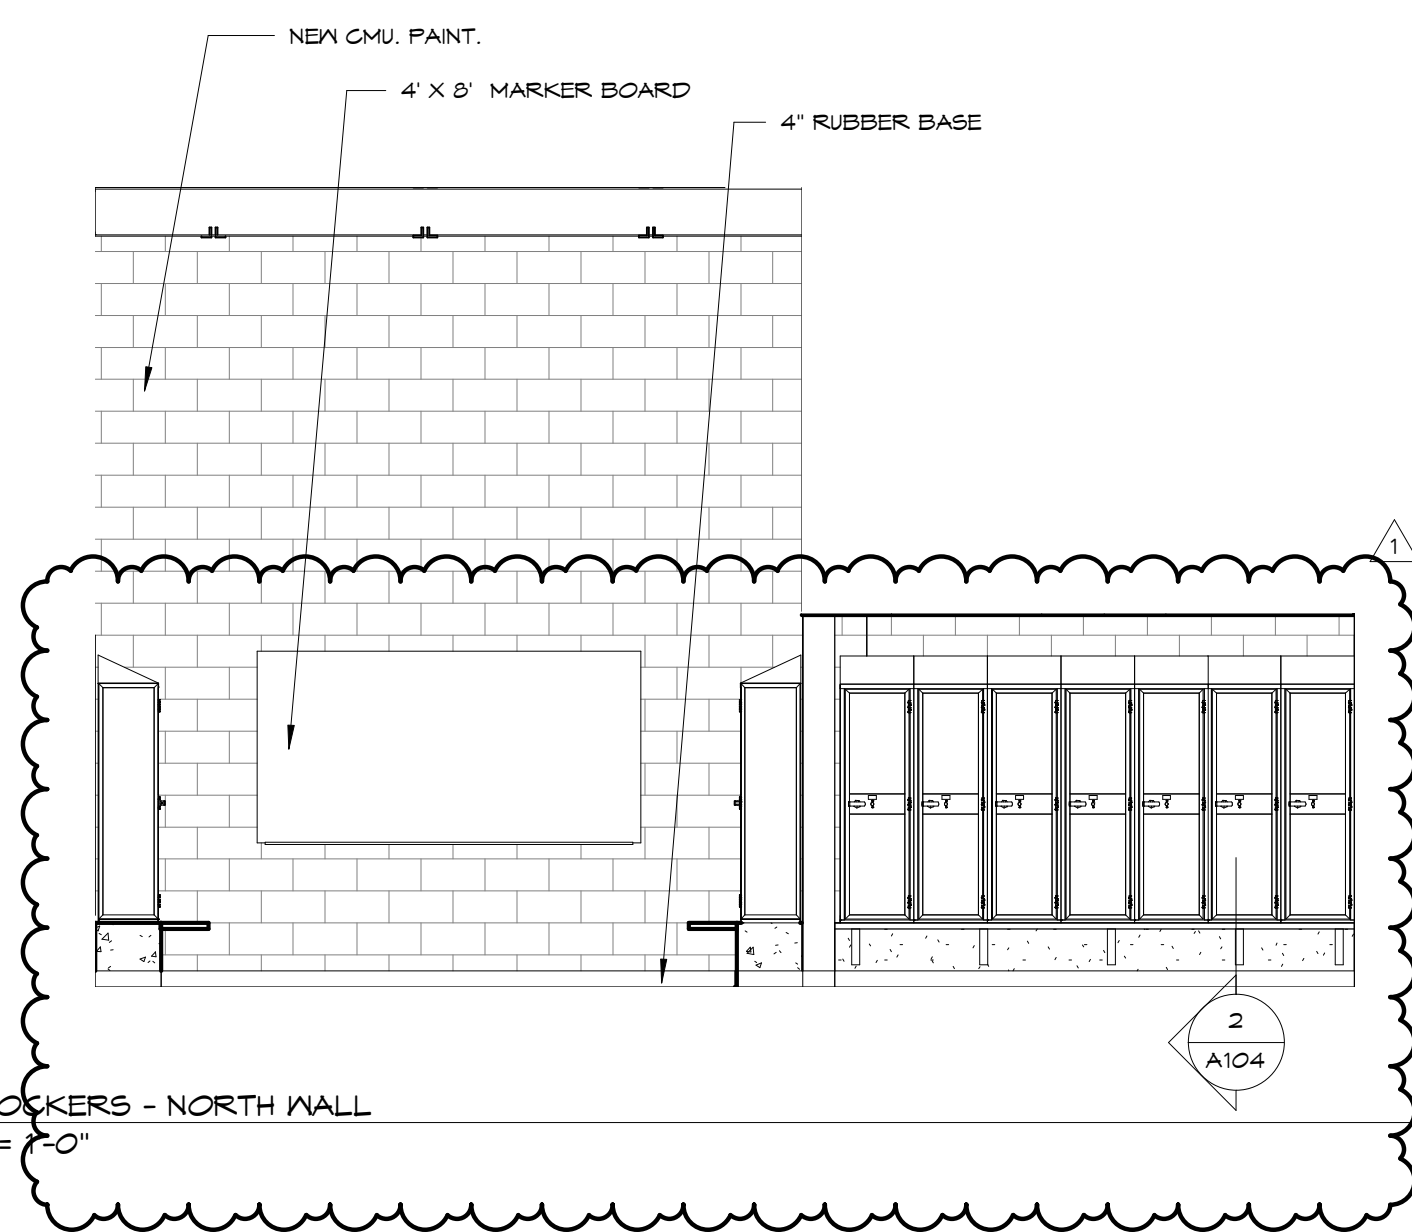 NEW CMU. PAINT.
4' X 8' MARKER BOARD
4" RUBBER BASE
1
2
A104
OCKERS - NORTH WALL
= 1'-0"